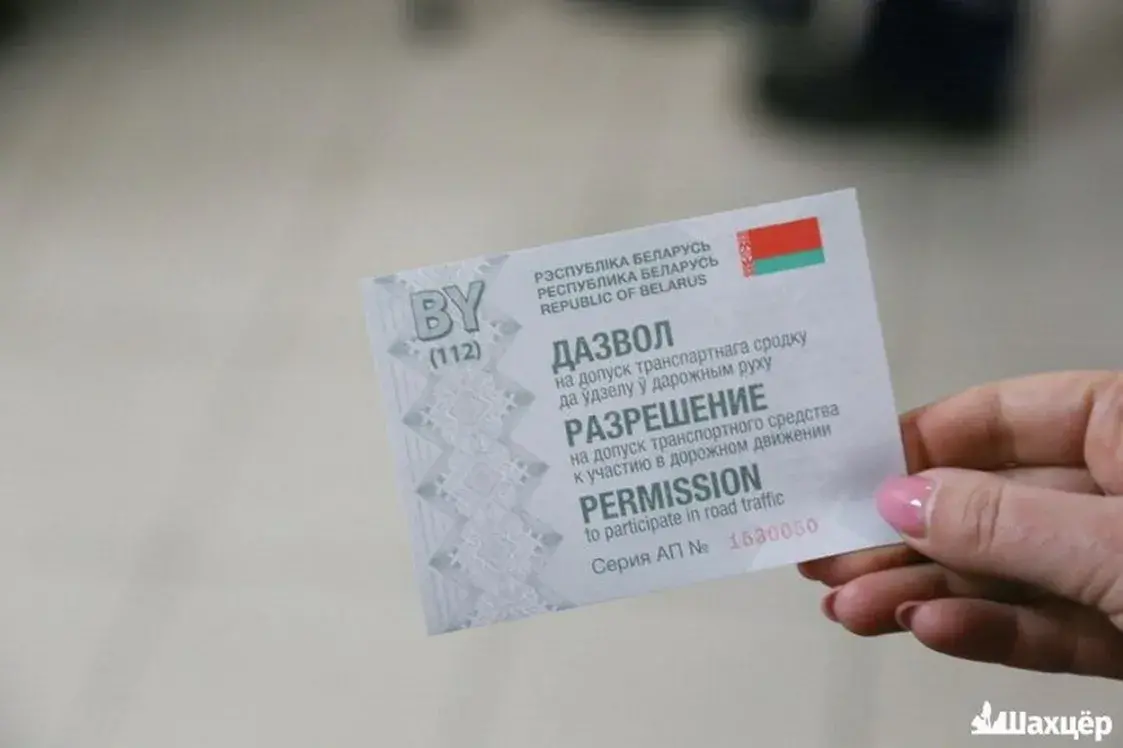 BY
(112)
РЭСПУБЛІКА БЕЛАРУСЬ
РЕСПУБЛИКА БЕЛАРУСЬ
REPUBLIC OF BELARUS
ДАЗВОЛ
на допуск транспартнага сродку
да ўдзелу ў дарожным руху
РАЗРЕШЕНИЕ
на допуск транспортного средства
к участию в дорожном движении
PERMISSION
to participate in road traffic
Серия АП № 1530050
Шахцёр